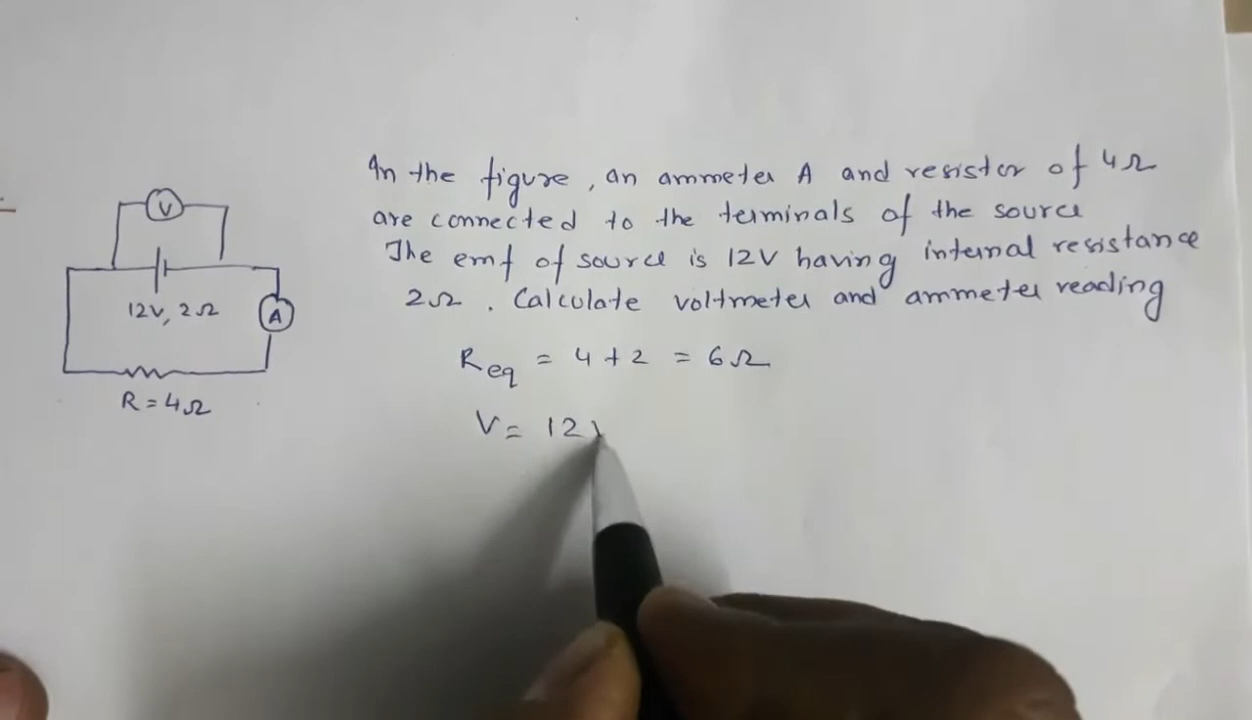 In the figure, an ammeter A and resistor of 4Ω
are connected to the terminals of the source
The emf of source is 12V having internal resistance
2Ω. Calculate voltmeter and ammeter reading
V
12V, 2Ω
A
R = 4Ω
Req = 4 + 2 = 6Ω
V = 12